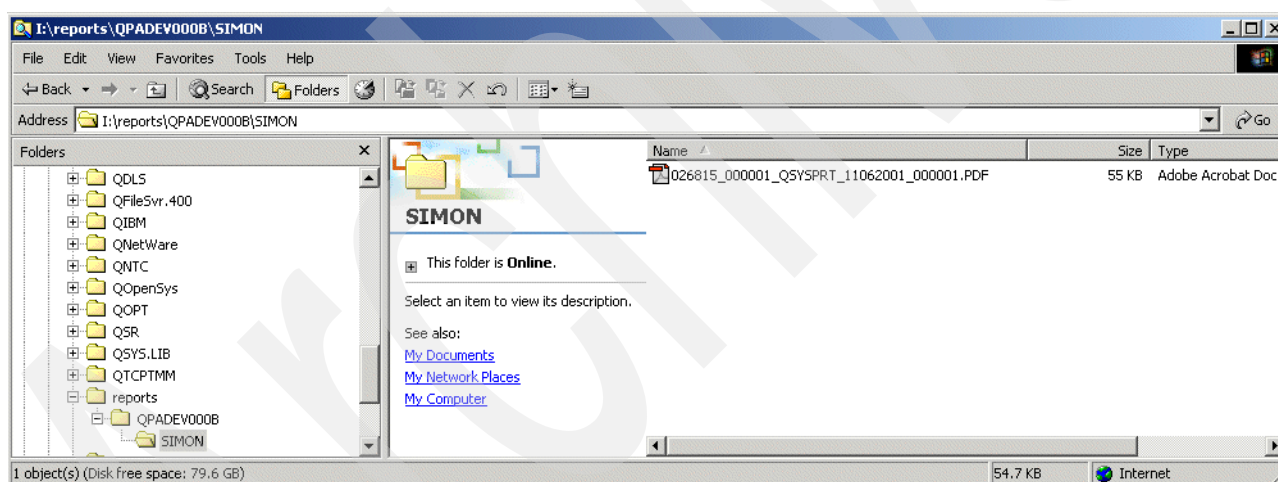 I:\reports\QPADEV000B\SIMON
File Edit View Favorites Tools Help
Back Search Folders
Address I:\reports\QPADEV000B\SIMON Go
Folders
QDLS
QFileSvr.400
QIBM
QNetWare
QNTC
QOpenSys
QOPT
QSR
QSYS.LIB
QTCPTMM
reports
QPADEV000B
SIMON
SIMON
This folder is Online.
Select an item to view its description.
See also:
My Documents
My Network Places
My Computer
Name Size Type
026815_000001_QSYSPRT_11062001_000001.PDF 55 KB Adobe Acrobat Doc
1 object(s) (Disk free space: 79.6 GB) 54.7 KB Internet